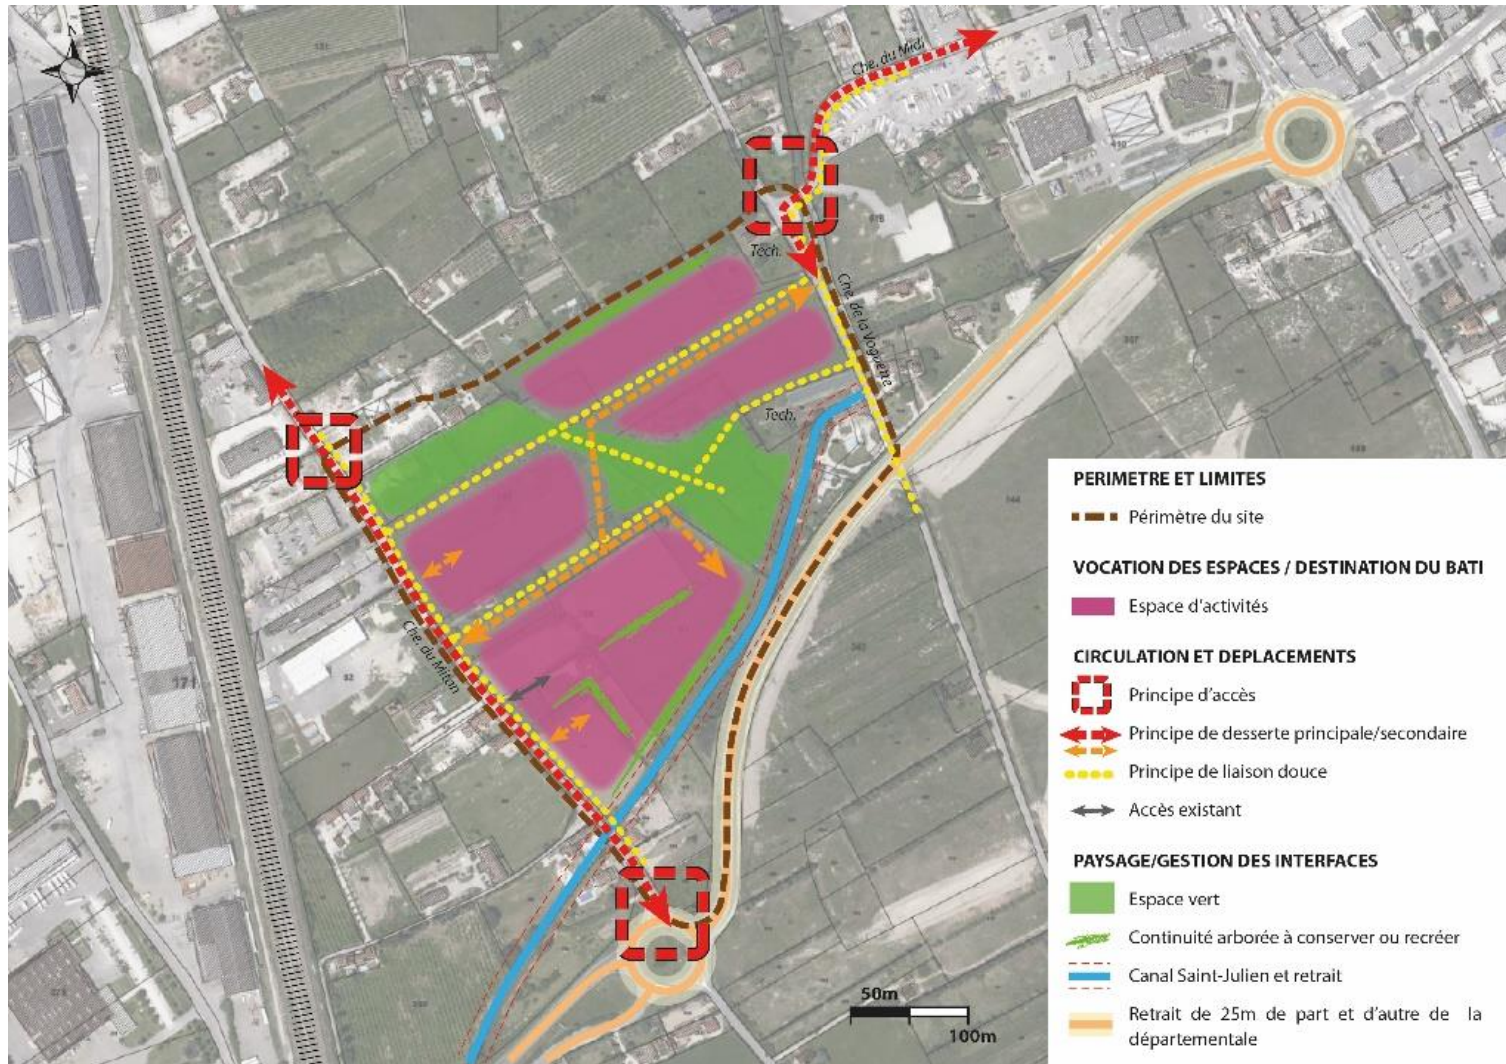 N
Che. du Midi
Tech.
Che. de la Voguette
Tech.
Che. du Mitan
171
50m
100m
PERIMETRE ET LIMITES
Périmètre du site
VOCATION DES ESPACES / DESTINATION DU BATI
Espace d'activités
CIRCULATION ET DEPLACEMENTS
Principe d'accès
Principe de desserte principale/secondaire
Principe de liaison douce
Accès existant
PAYSAGE/GESTION DES INTERFACES
Espace vert
Continuité arborée à conserver ou recréer
Canal Saint-Julien et retrait
Retrait de 25m de part et d'autre de la
départementale